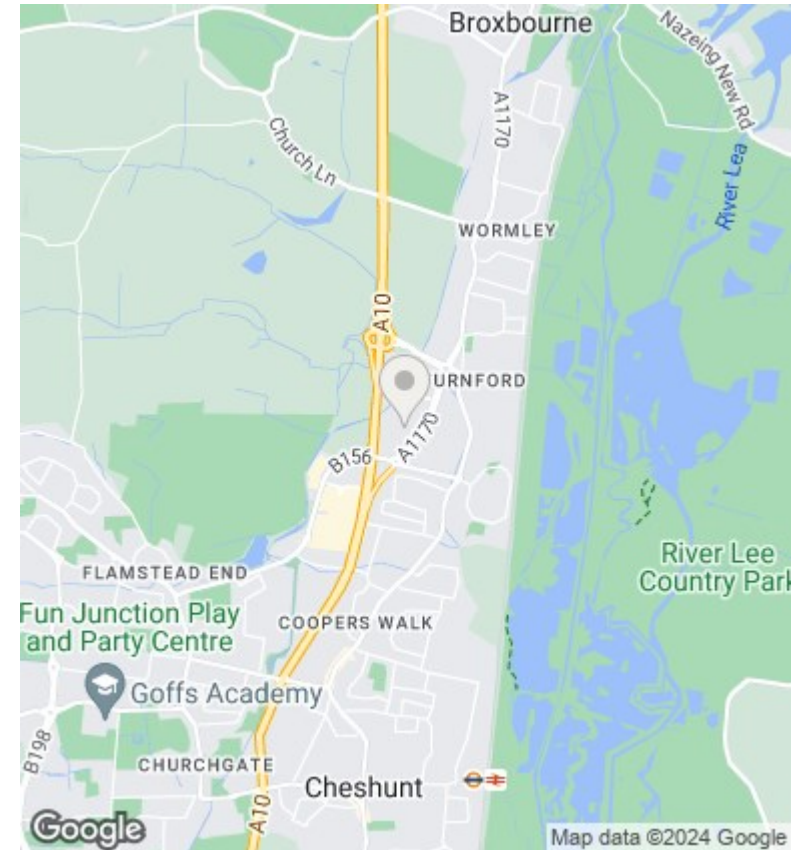 Broxbourne
Nazeing New Rd
A1170
Church Ln
River Lea
WORMLEY
A10
URNFORD
A1170
B156
River Lee
Country Park
FLAMSTEAD END
Fun Junction Play
and Party Centre
COOPERS WALK
Goffs Academy
B198
CHURCHGATE
Cheshunt
A10
Google
Map data ©2024 Google